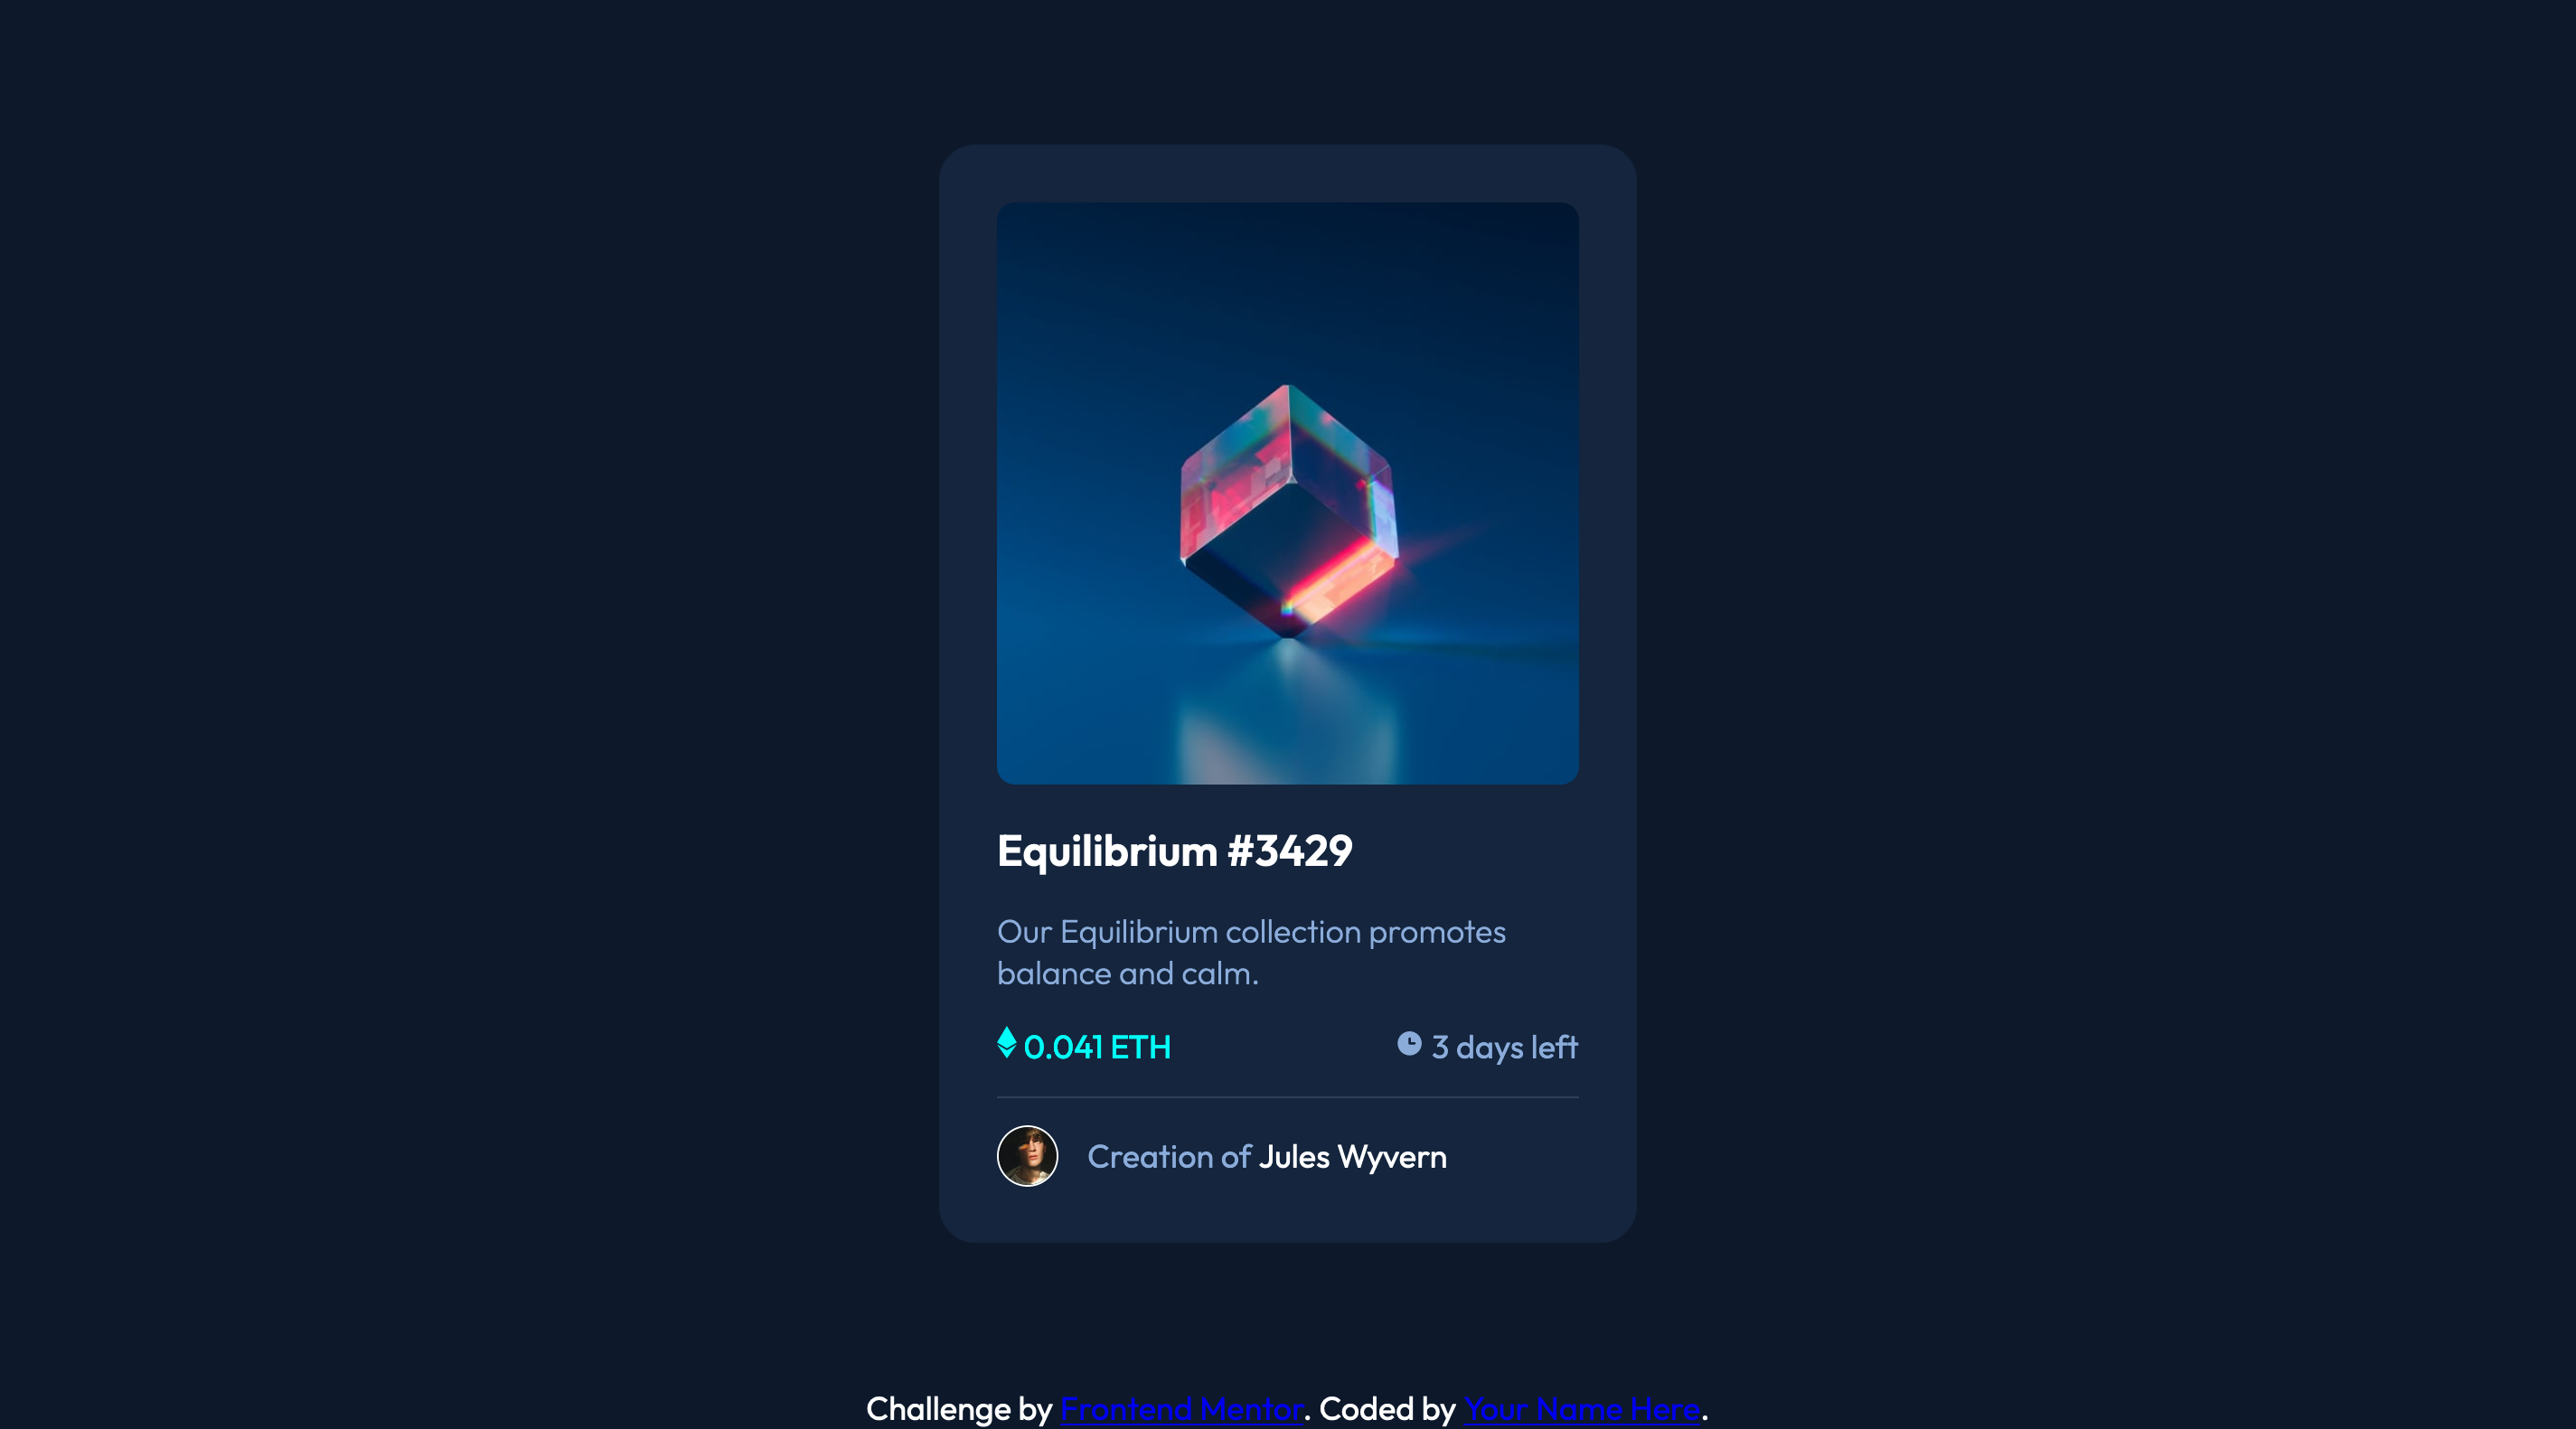 Equilibrium #3429
Our Equilibrium collection promotes
balance and calm.
0.041 ETH
3 days left
Creation of Jules Wyvern
Challenge by Frontend Mentor. Coded by Your Name Here.